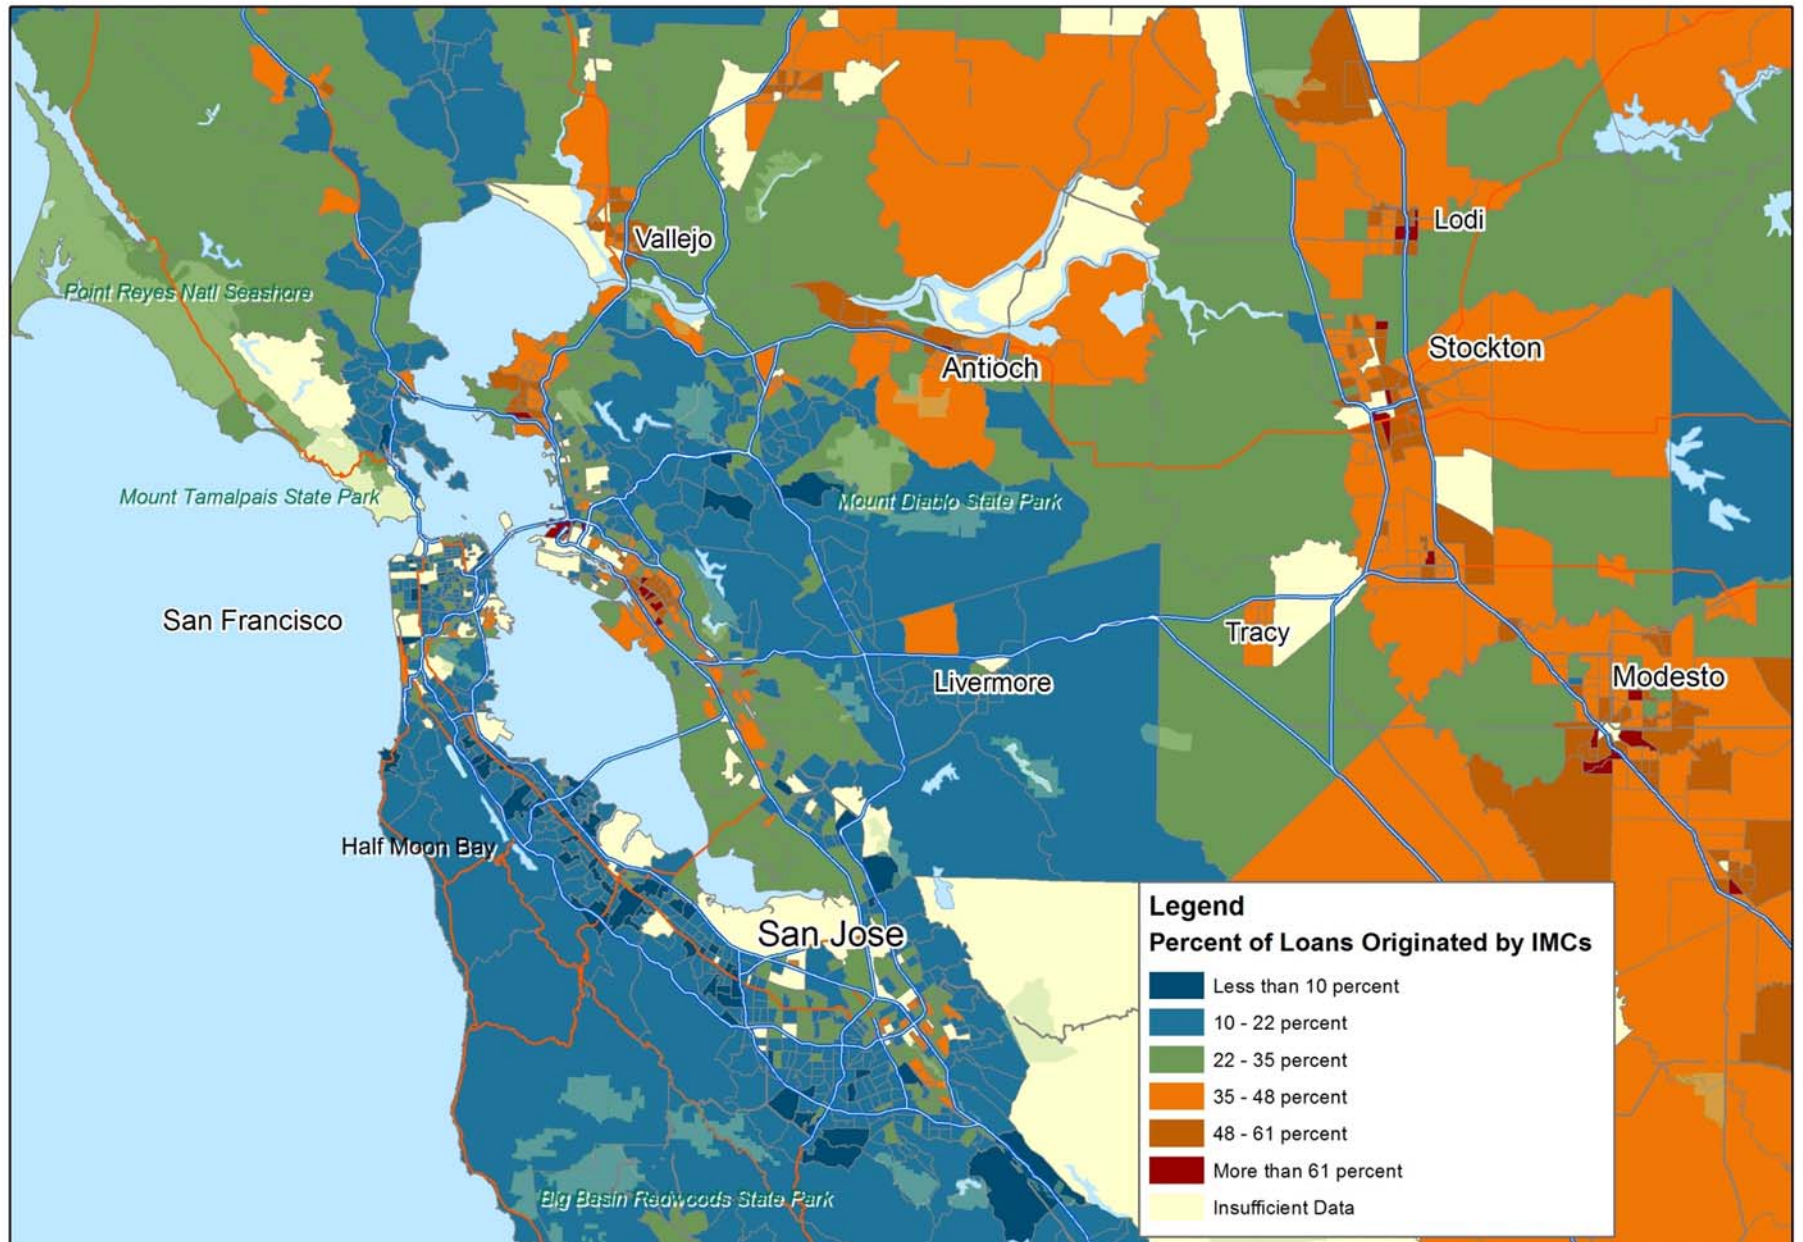 Vallejo
Lodi
Point Reyes Natl Seashore
Stockton
Antioch
Mount Tamalpais State Park
Mount Diablo State Park
San Francisco
Tracy
Livermore
Modesto
Half Moon Bay
San Jose
Big Basin Redwoods State Park
Legend
Percent of Loans Originated by IMCs
Less than 10 percent
10 - 22 percent
22 - 35 percent
35 - 48 percent
48 - 61 percent
More than 61 percent
Insufficient Data